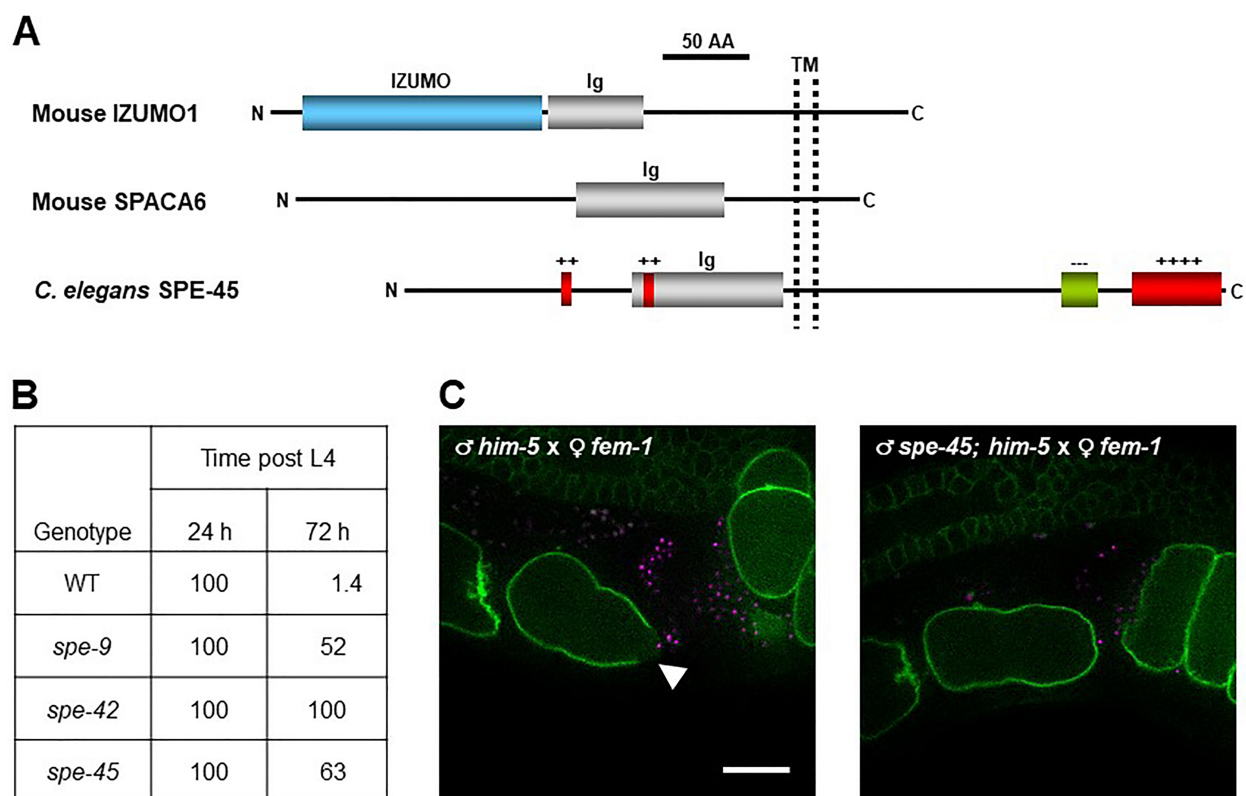 A
50 AA
TM
IZUMO
Ig
Mouse IZUMO1
N
C
Ig
Mouse SPACA6
N
C
++
++
Ig
---
++++
C. elegans SPE-45
N
C
B
Time post L4
Genotype 24 h 72 h
WT 100 1.4
spe-9 100 52
spe-42 100 100
spe-45 100 63
C
♂ him-5 x ♀ fem-1
♂ spe-45; him-5 x ♀ fem-1